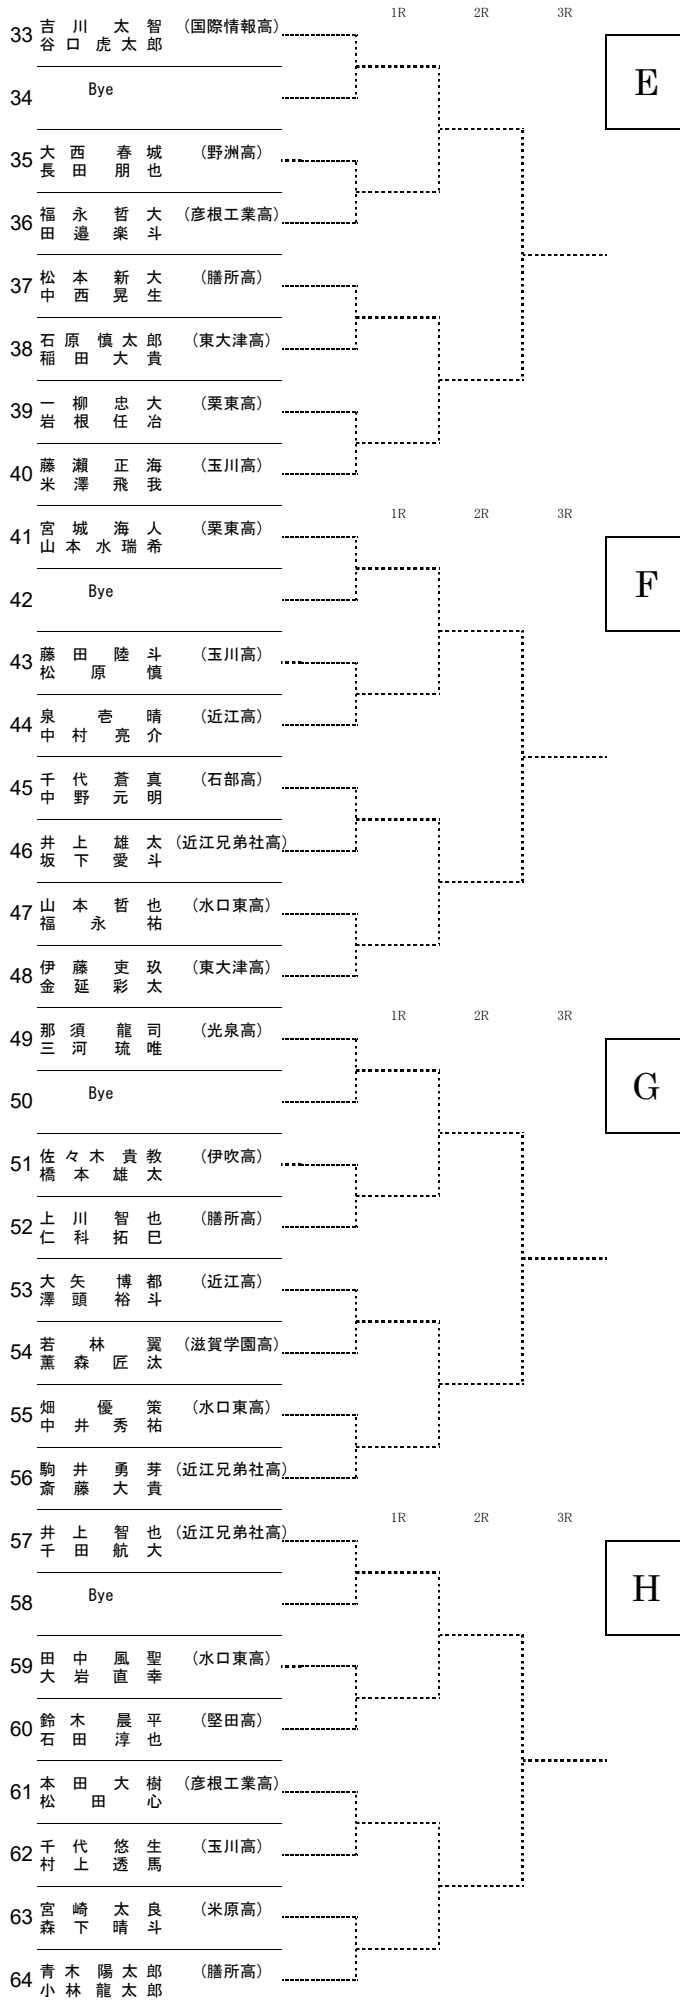 1R 2R 3R
E
33 吉川 太智 (国際情報高)
谷口虎太郎
34 Bye
35 大西 春城 (野洲高)
長田 朋也
36 福永 哲大 (彦根工業高)
田邉 楽斗
37 松本新大 (膳所高)
中西 晃生
38 石原慎太郎 (東大津高)
稲田 大貴
39 一柳 忠大 (栗東高)
岩根 任冶
40 藤瀬 正海 (玉川高)
米澤飛我
1R 2R 3R
F
41 宮城 海人 (栗東高)
山本水瑞希
42 Bye
43 藤田 陸斗 (玉川高)
松原 慎
44 泉 壱晴 (近江高)
中村 亮介
45 千代 蒼真 (石部高)
中野 元明
46 井上 雄太 (近江兄弟社高)
坂下 愛斗
47 山本 哲也 (水口東高)
福永 祐
48 伊藤 吏玖 (東大津高)
金延 彩太
1R 2R 3R
G
49 那須 龍司 (光泉高)
三河 琉唯
50 Bye
51 佐々木貴教 (伊吹高)
橋本 雄太
52 上川 智也 (膳所高)
仁科 拓巳
53 大矢 博都 (近江高)
澤頭 裕斗
54 若林 翼 (滋賀学園高)
薫森匠汰
55 畑 優策 (水口東高)
中井 秀祐
56 駒井 勇芽 (近江兄弟社高)
斎藤 大貴
1R 2R 3R
H
57 井上 智也 (近江兄弟社高)
千田 航大
58 Bye
59 田中 風聖 (水口東高)
大岩 直幸
60 鈴木 晨平 (堅田高)
石田 淳也
61 本田大樹 (彦根工業高)
松田 心
62 千代 悠生 (玉川高)
村上 透馬
63 宮崎 太良 (米原高)
森下 晴斗
64 青木陽太郎 (膳所高)
小林龍太郎